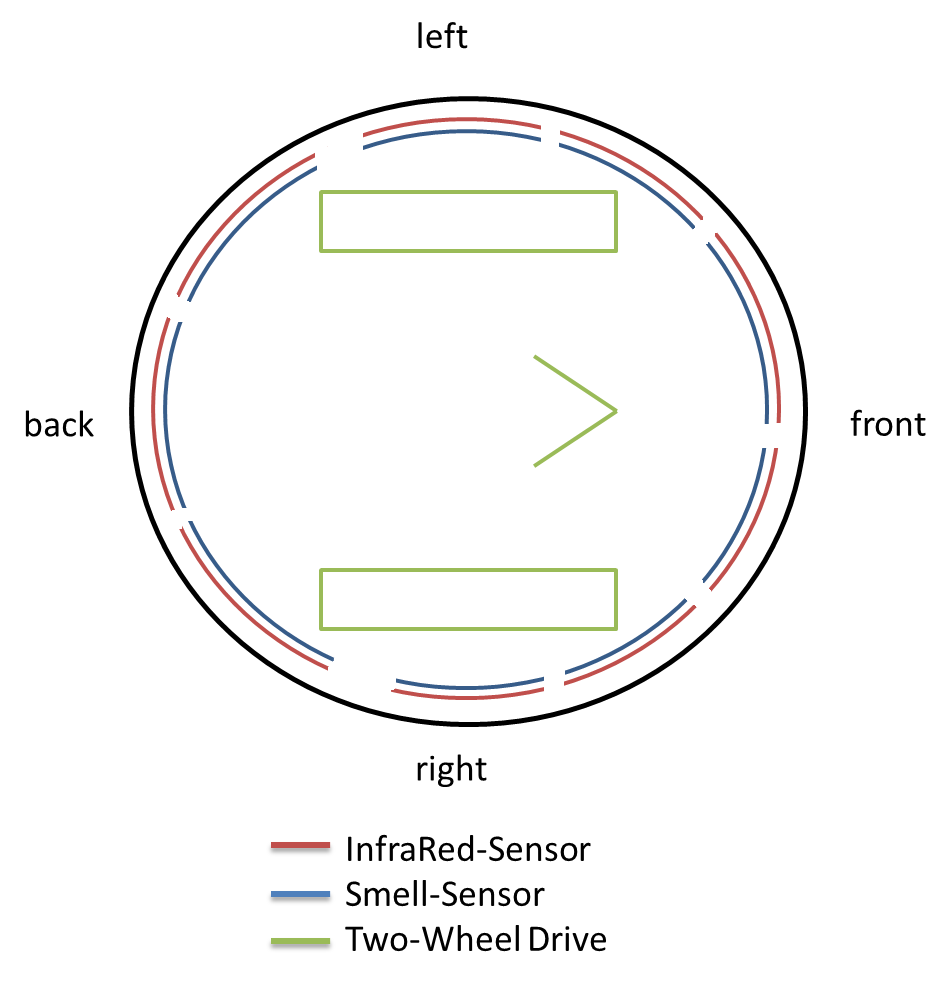 left
back
front
right
InfraRed-Sensor
Smell-Sensor
Two-Wheel Drive